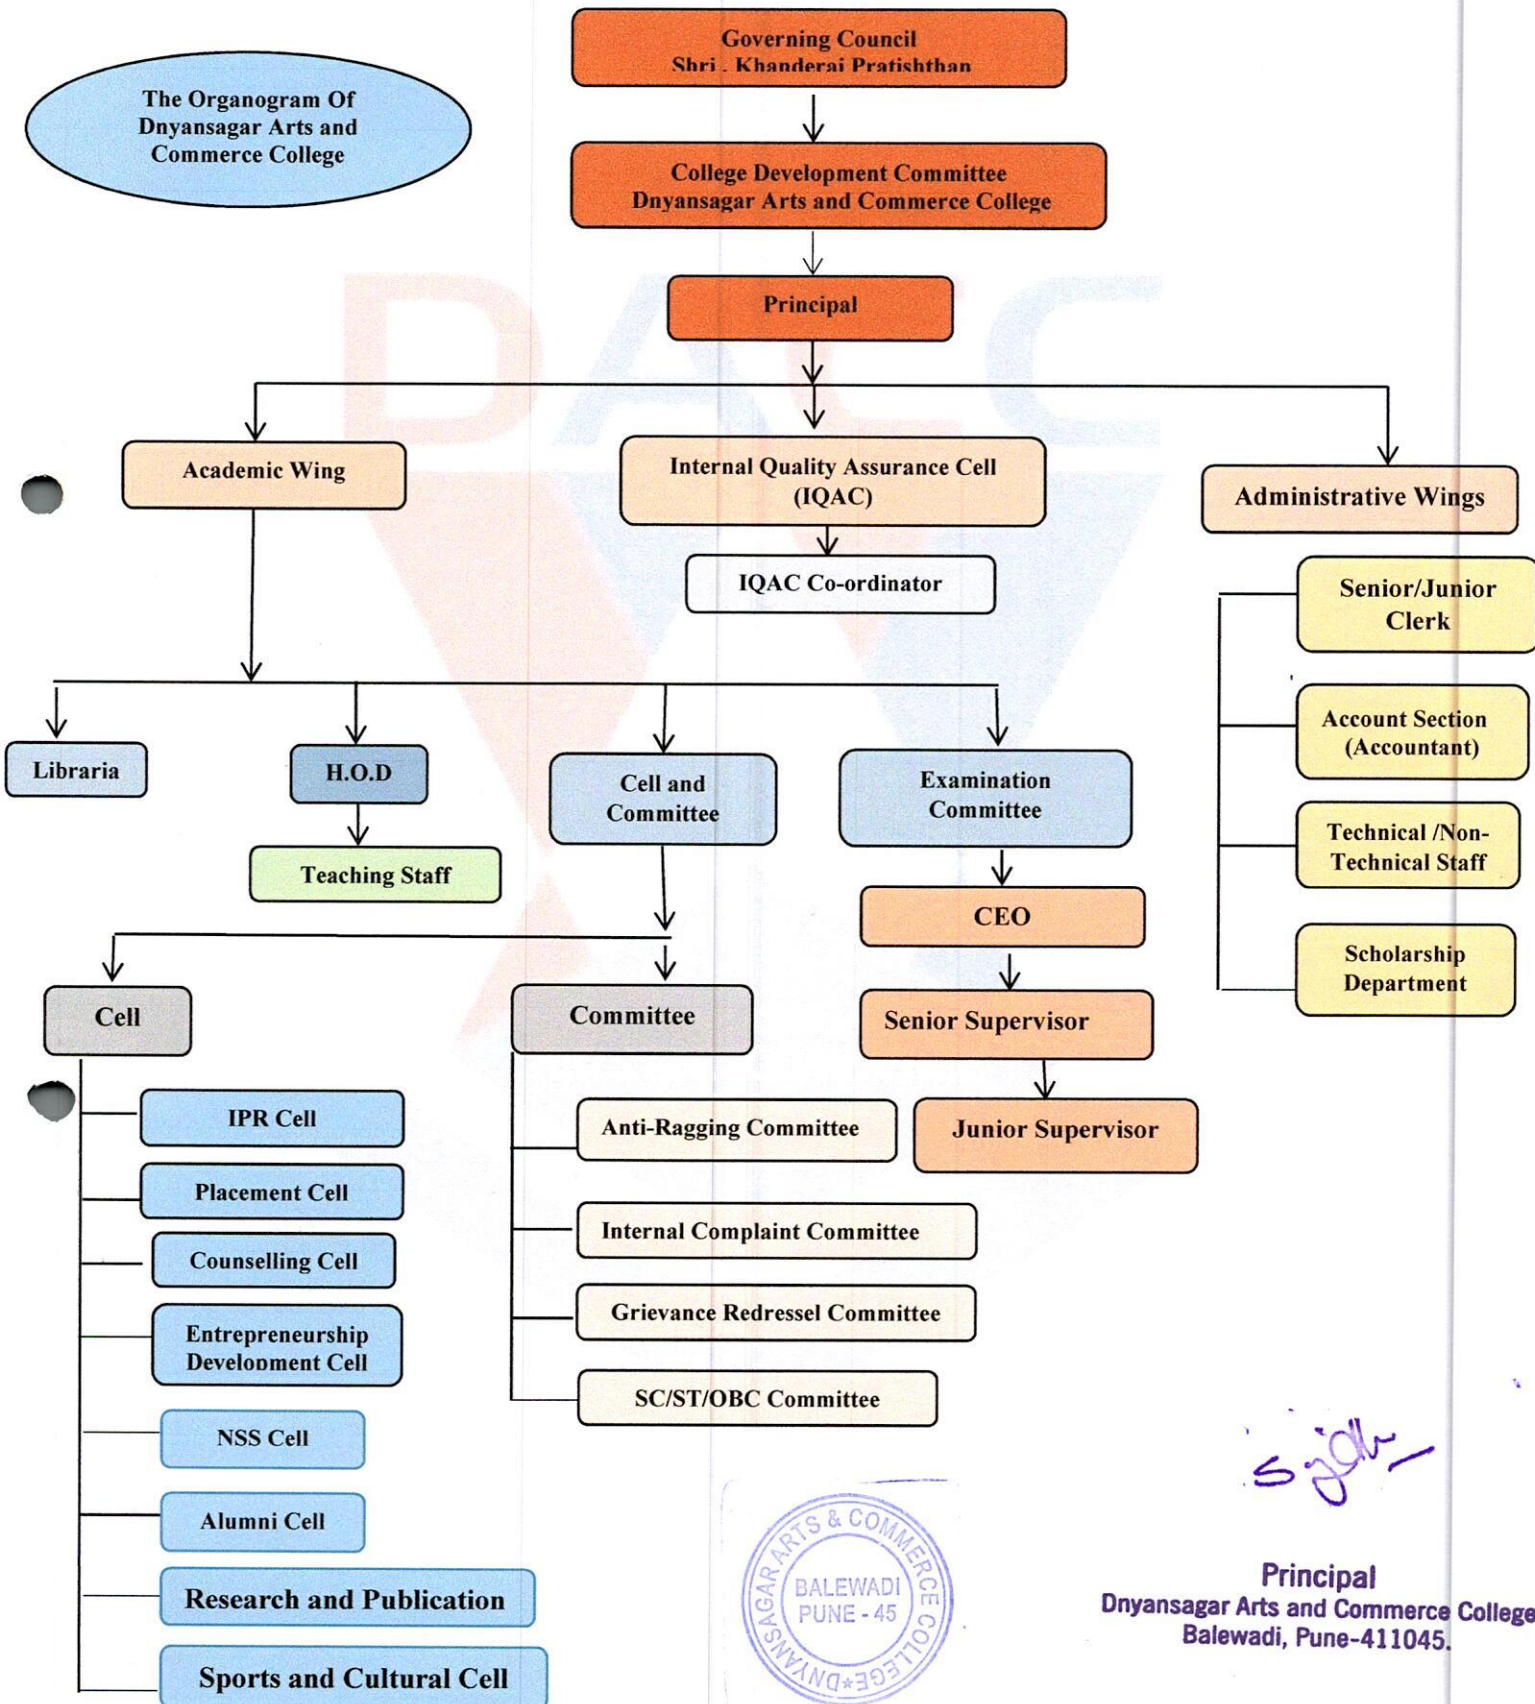 Governing Council
Shri . Khanderai Pratishthan
The Organogram Of
Dnyansagar Arts and
Commerce College
College Development Committee
Dnyansagar Arts and Commerce College
Principal
DACC
Academic Wing
Internal Quality Assurance Cell
(IQAC)
Administrative Wings
IQAC Co-ordinator
Senior/Junior
Clerk
Account Section
(Accountant)
Technical /Non-
Technical Staff
Scholarship
Department
Libraria
H.O.D
Cell and
Committee
Examination
Committee
Teaching Staff
CEO
Senior Supervisor
Junior Supervisor
Cell
Committee
IPR Cell
Placement Cell
Counselling Cell
Entrepreneurship
Development Cell
NSS Cell
Alumni Cell
Research and Publication
Sports and Cultural Cell
Anti-Ragging Committee
Internal Complaint Committee
Grievance Redressel Committee
SC/ST/OBC Committee
DNYANSAGAR ARTS & COMMERCE COLLEGE
BALEWADI
PUNE - 45
Principal
Dnyansagar Arts and Commerce College
Balewadi, Pune-411045.